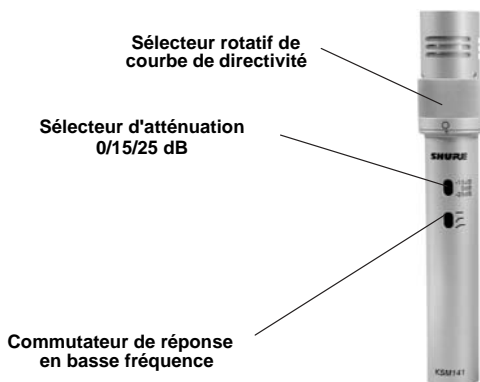 Sélecteur rotatif de
courbe de directivité
Sélecteur d'atténuation
0/15/25 dB
SHURE
Commutateur de réponse
en basse fréquence
KSM141